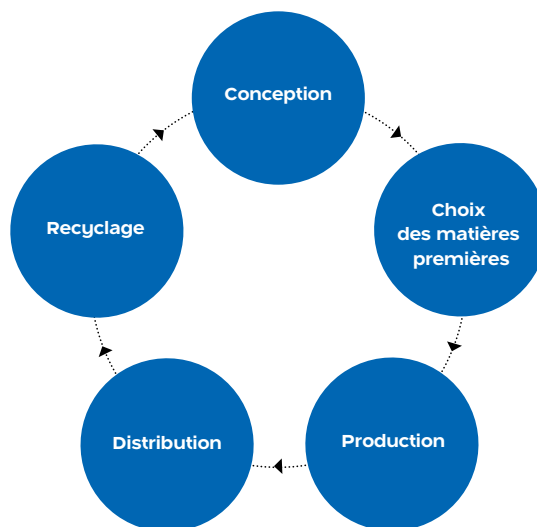 Conception
Choix
des matières
premières
Production
Distribution
Recyclage